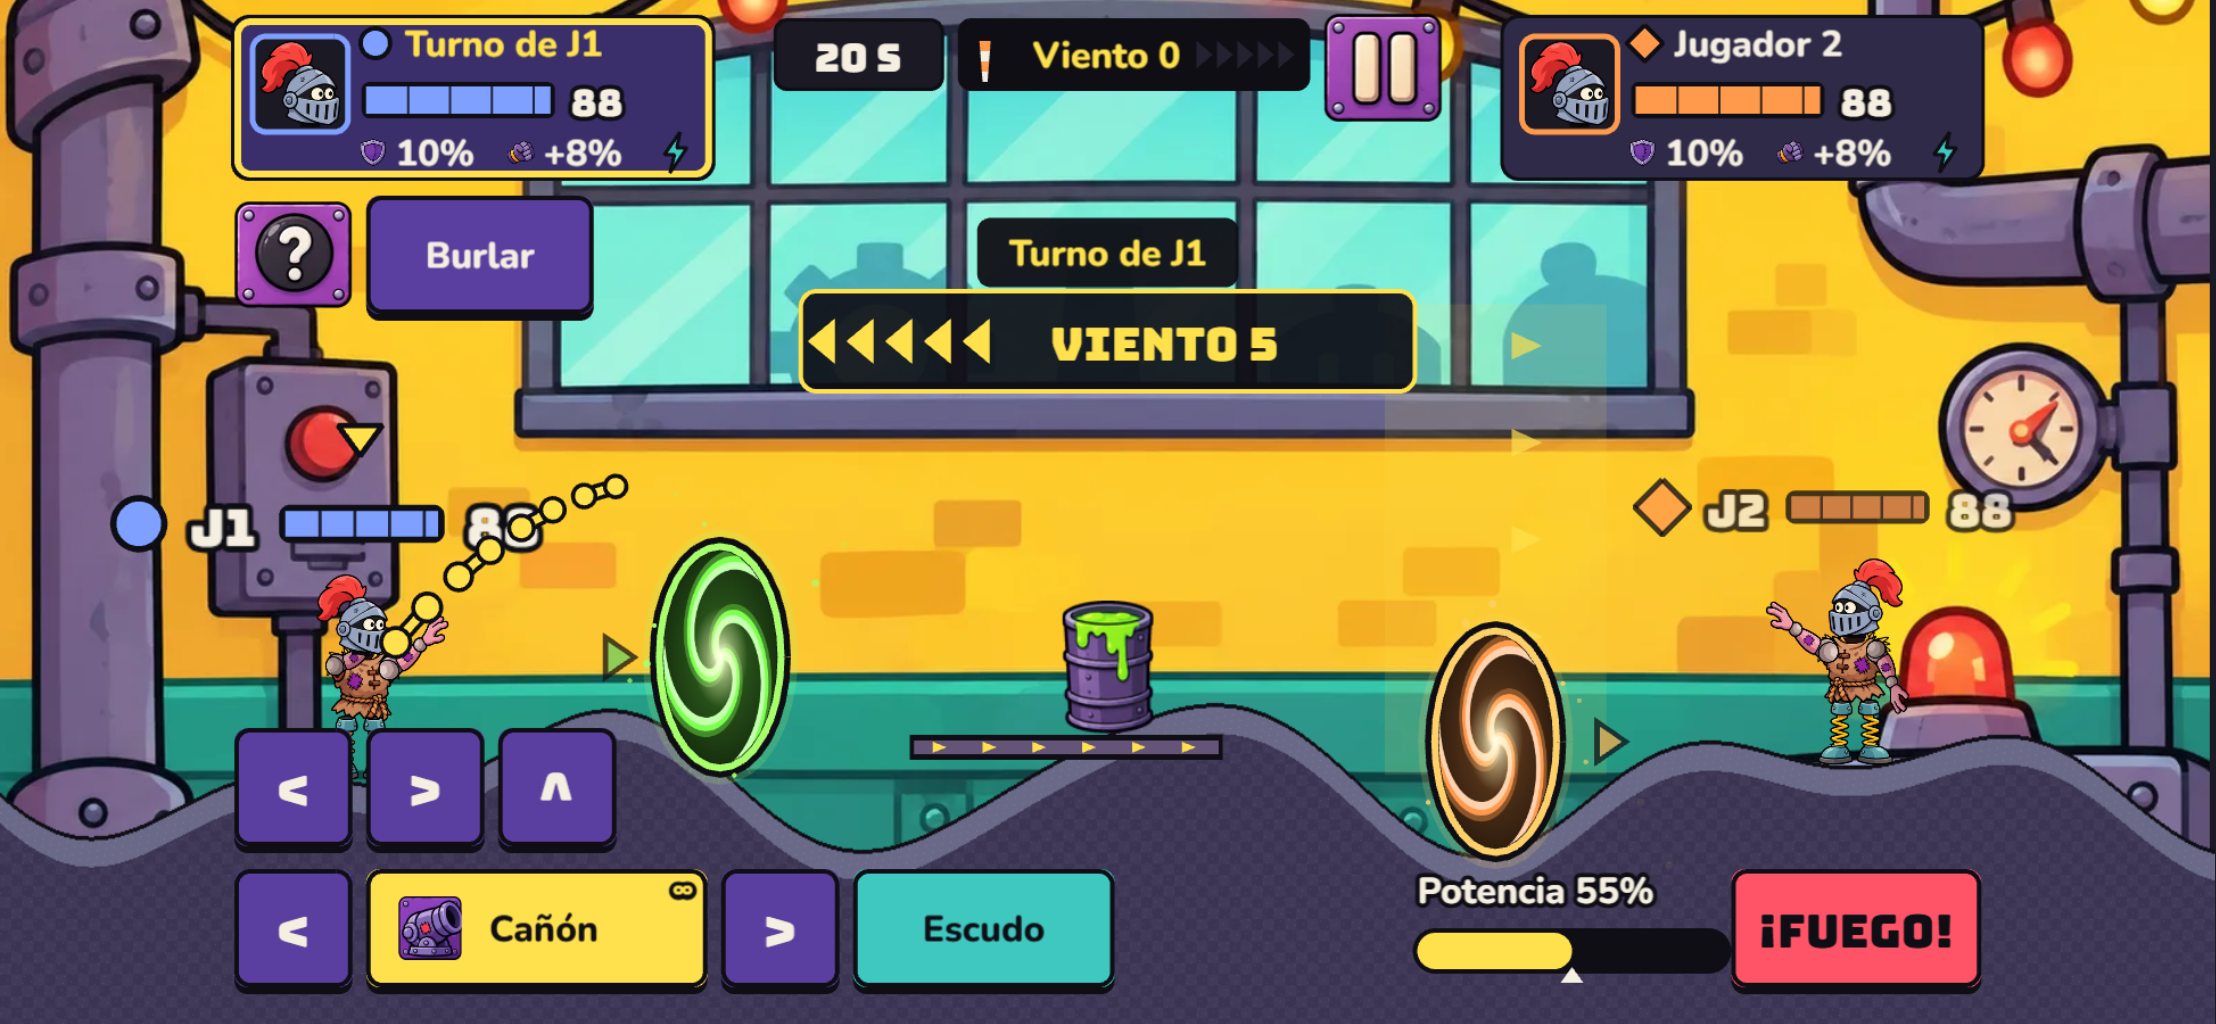 Turno de J1
88
10% +8%
20 S
Viento 0
Jugador 2
88
10% +8%
?
Burlar
Turno de J1
VIENTO 5
J1
J2 88
< > ^
<
Cañón
∞
>
Escudo
Potencia 55%
¡FUEGO!